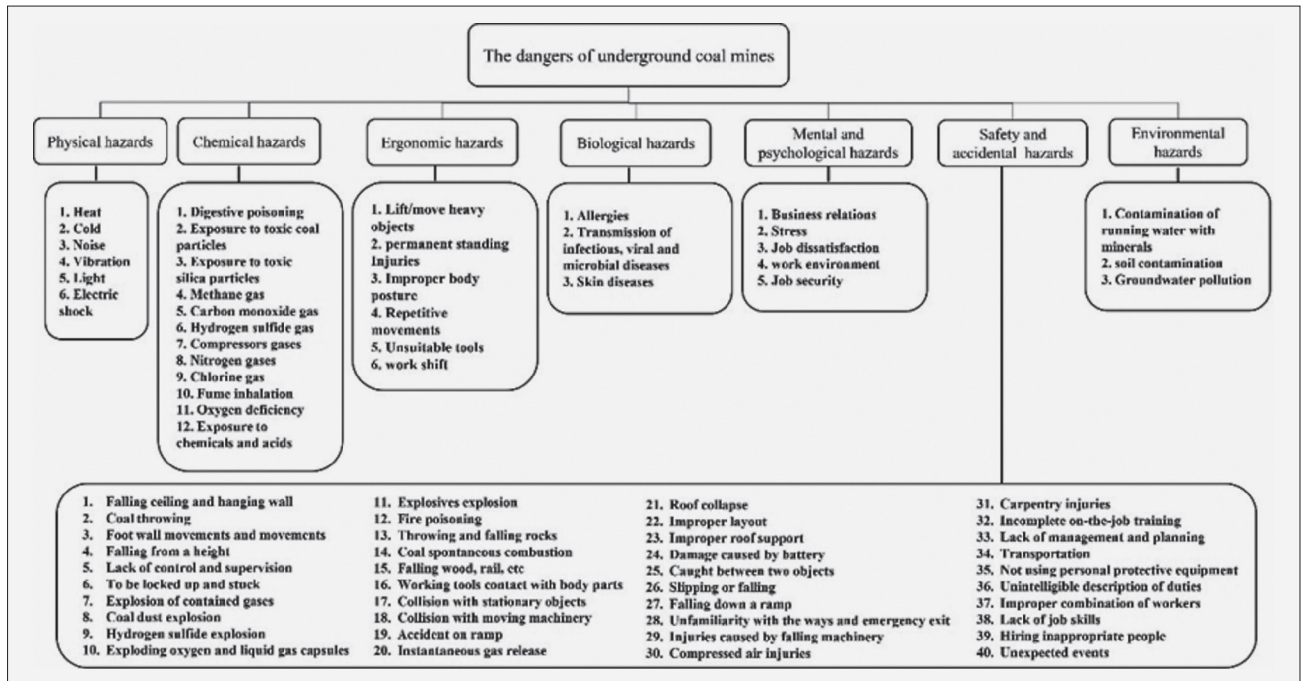 The dangers of underground coal mines
Physical hazards
Chemical hazards
Ergonomic hazards
Biological hazards
Mental and
psychological hazards
Safety and
accidental hazards
Environmental
hazards
1. Heat
2. Cold
3. Noise
4. Vibration
5. Light
6. Electric
shock
1. Digestive poisoning
2. Exposure to toxic coal
particles
3. Exposure to toxic
silica particles
4. Methane gas
5. Carbon monoxide gas
6. Hydrogen sulfide gas
7. Compressors gases
8. Nitrogen gases
9. Chlorine gas
10. Fume inhalation
11. Oxygen deficiency
12. Exposure to
chemicals and acids
1. Lift/move heavy
objects
2. permanent standing
Injuries
3. Improper body
posture
4. Repetitive
movements
5. Unsuitable tools
6. work shift
1. Allergies
2. Transmission of
infectious, viral and
microbial diseases
3. Skin diseases
1. Business relations
2. Stress
3. Job dissatisfaction
4. work environment
5. Job security
1. Contamination of
running water with
minerals
2. soil contamination
3. Groundwater pollution
1. Falling ceiling and hanging wall
2. Coal throwing
3. Foot wall movements and movements
4. Falling from a height
5. Lack of control and supervision
6. To be locked up and stuck
7. Explosion of contained gases
8. Coal dust explosion
9. Hydrogen sulfide explosion
10. Exploding oxygen and liquid gas capsules
11. Explosives explosion
12. Fire poisoning
13. Throwing and falling rocks
14. Coal spontaneous combustion
15. Falling wood, rail, etc
16. Working tools contact with body parts
17. Collision with stationary objects
18. Collision with moving machinery
19. Accident on ramp
20. Instantaneous gas release
21. Roof collapse
22. Improper layout
23. Improper roof support
24. Damage caused by battery
25. Caught between two objects
26. Slipping or falling
27. Falling down a ramp
28. Unfamiliarity with the ways and emergency exit
29. Injuries caused by falling machinery
30. Compressed air injuries
31. Carpentry injuries
32. Incomplete on-the-job training
33. Lack of management and planning
34. Transportation
35. Not using personal protective equipment
36. Unintelligible description of duties
37. Improper combination of workers
38. Lack of job skills
39. Hiring inappropriate people
40. Unexpected events